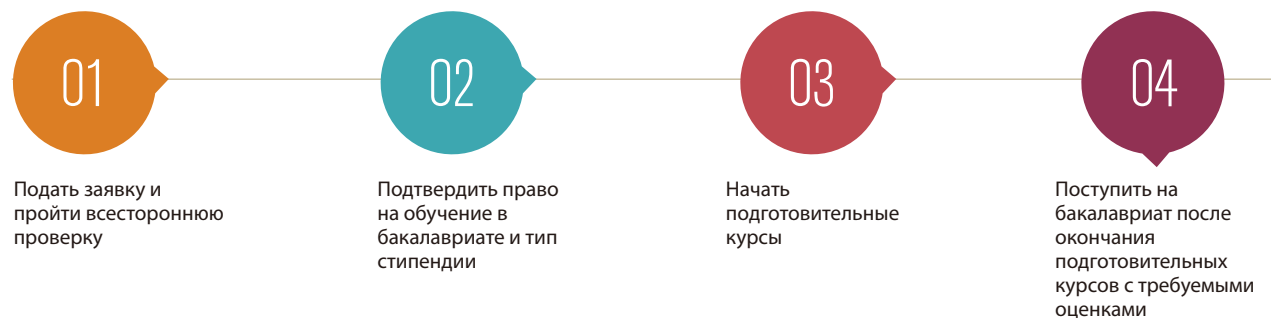 01
Подать заявку и
пройти всестороннюю
проверку
02
Подтвердить право
на обучение в
бакалавриате и тип
стипендии
03
Начать
подготовительные
курсы
04
Поступить на
бакалавриат после
окончания
подготовительных
курсов с требуемыми
оценками